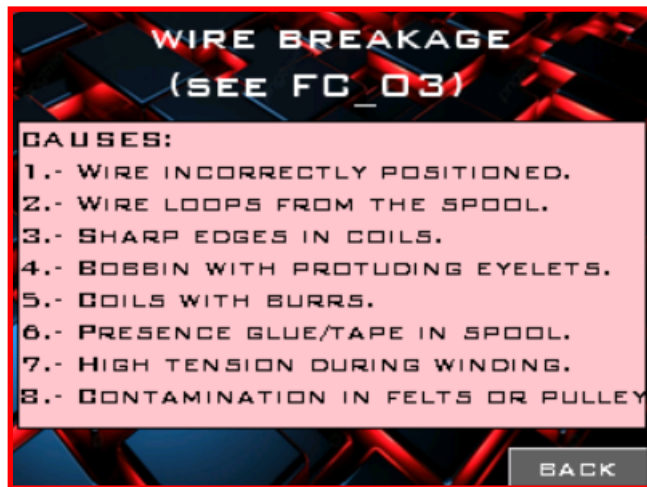 WIRE BREAKAGE
(SEE FC_03)
CAUSES:
1.- WIRE INCORRECTLY POSITIONED.
2.- WIRE LOOPS FROM THE SPOOL.
3.- SHARP EDGES IN COILS.
4.- BOBBIN WITH PROTUDING EYELETS.
5.- COILS WITH BURRS.
6.- PRESENCE GLUE/TAPE IN SPOOL.
7.- HIGH TENSION DURING WINDING.
8.- CONTAMINATION IN FELTS OR PULLEY
BACK